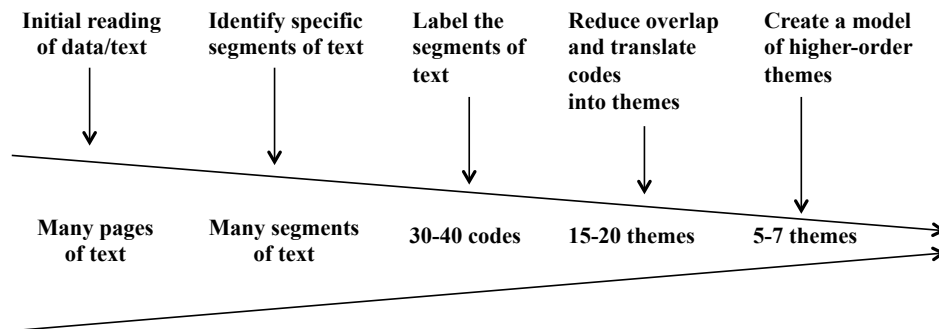 Initial reading
of data/text
Identify specific
segments of text
Label the
segments of
text
Reduce overlap
and translate
codes
into themes
Create a model
of higher-order
themes
Many pages
of text
Many segments
of text
30-40 codes
15-20 themes
5-7 themes